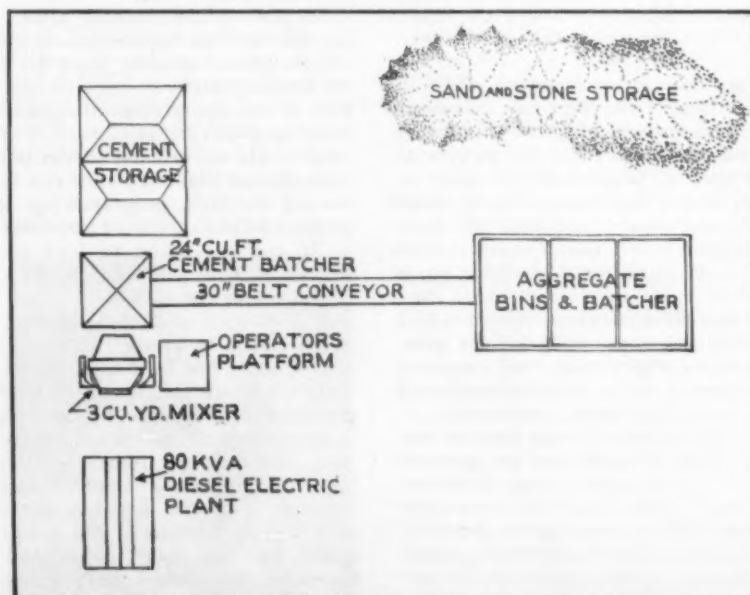 SAND AND STONE STORAGE
CEMENT
STORAGE
24" CU. FT.
CEMENT BATCHER
30" BELT CONVEYOR
AGGREGATE
BINS & BATCHER
OPERATORS
PLATFORM
3 CU. YD. MIXER
80 KVA
DIESEL ELECTRIC
PLANT